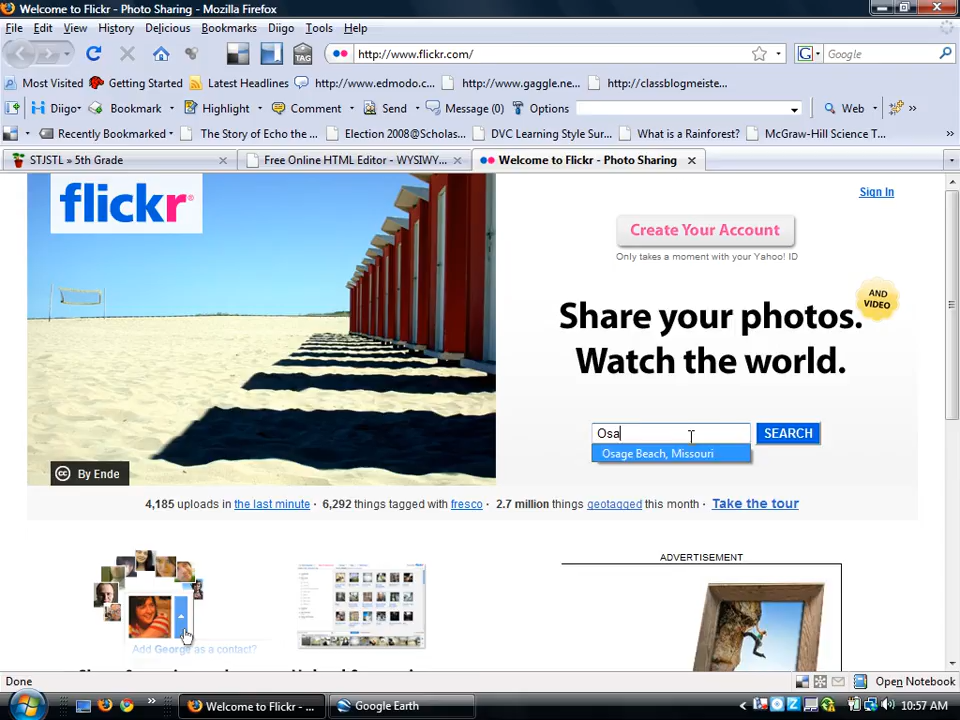 Welcome to Flickr - Photo Sharing - Mozilla Firefox
File Edit View History Delicious Bookmarks Diigo Tools Help
TAG http://www.flickr.com/ G Google
Most Visited Getting Started Latest Headlines http://www.edmodo.c... http://www.gaggle.ne... http://classblogmeiste...
Diigo Bookmark Highlight Comment Send Message (0) Options Web »
Recently Bookmarked The Story of Echo the ... Election 2008@Scholas... DVC Learning Style Sur... What is a Rainforest? McGraw-Hill Science T... »
STJSTL » 5th Grade Free Online HTML Editor - WYSIWY... Welcome to Flickr - Photo Sharing
flickr®
Sign In
Create Your Account
Only takes a moment with your Yahoo! ID
AND
VIDEO
Share your photos.
Watch the world.
Osa SEARCH
Osage Beach, Missouri
cc By Ende
4,185 uploads in the last minute · 6,292 things tagged with fresco · 2.7 million things geotagged this month · Take the tour
ADVERTISEMENT
Add George as a contact?
Done Open Notebook
» Welcome to Flickr - ... Google Earth 10:57 AM